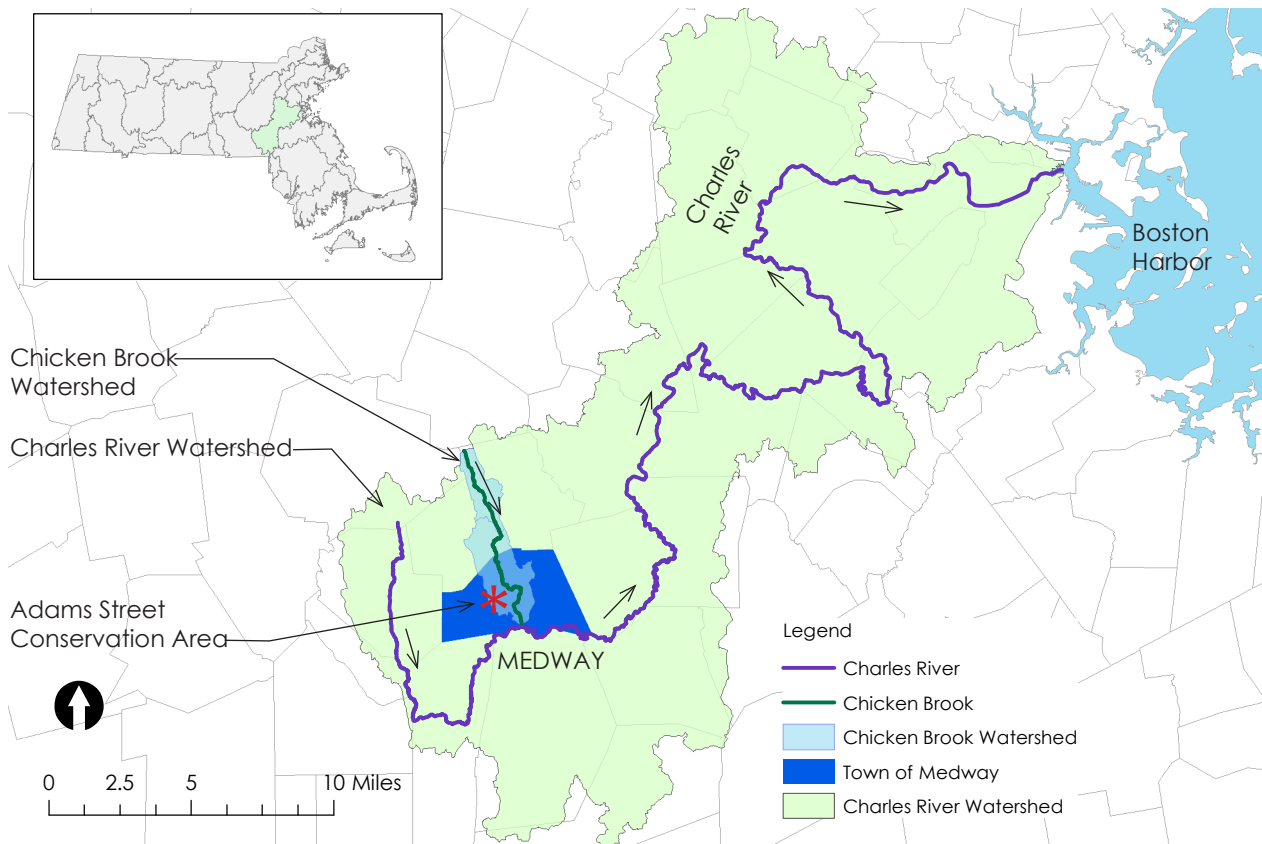 Charles
River
Boston
Harbor
Chicken Brook
Watershed
Charles River Watershed
Adams Street
Conservation Area
MEDWAY
0 2.5 5 10 Miles
Legend
Charles River
Chicken Brook
Chicken Brook Watershed
Town of Medway
Charles River Watershed